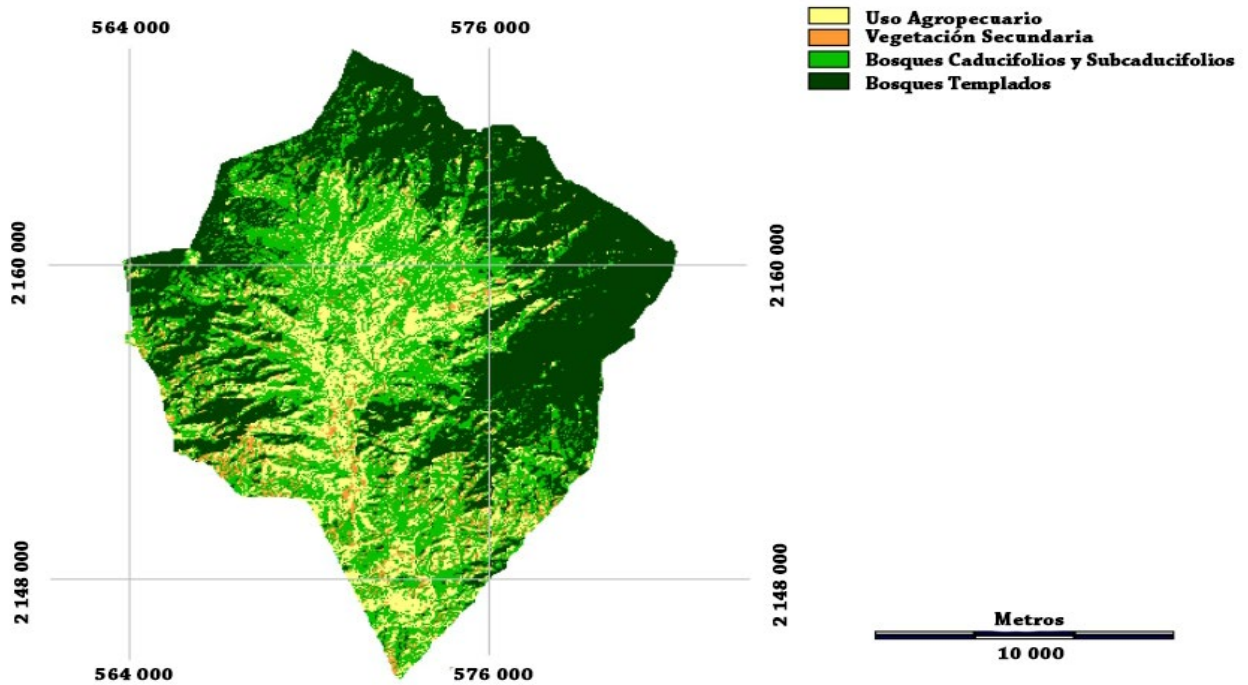 564 000
576 000
Uso Agropecuario
Vegetación Secundaria
Bosques Caducifolios y Subcaducifolios
Bosques Templados
2 160 000
2 160 000
2 148 000
2 148 000
Metros
10 000
564 000
576 000